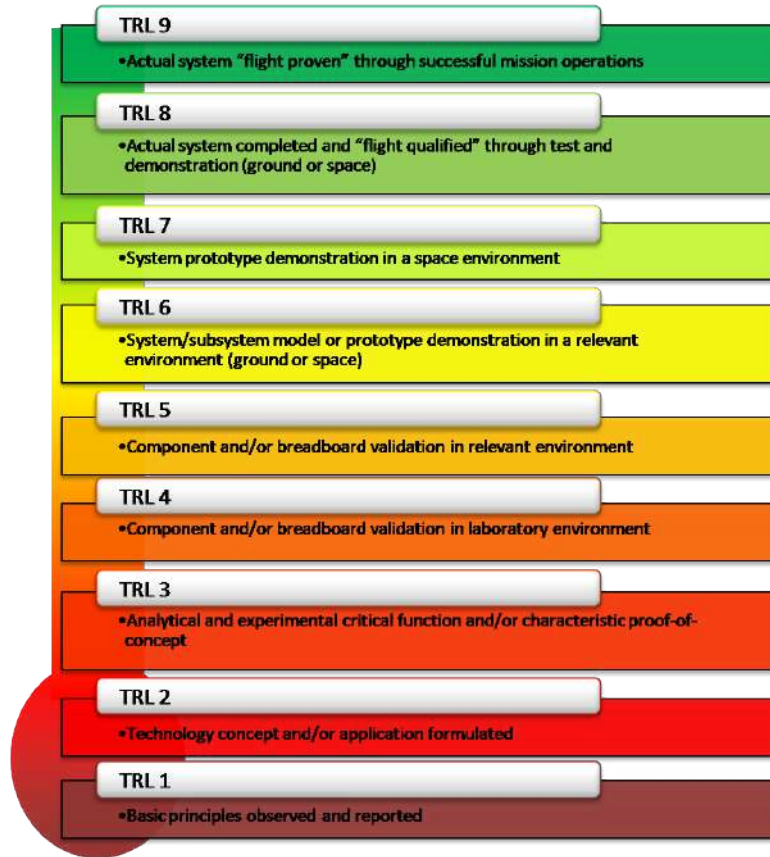 TRL 9
•Actual system “flight proven” through successful mission operations
TRL 8
•Actual system completed and “flight qualified” through test and
demonstration (ground or space)
TRL 7
•System prototype demonstration in a space environment
TRL 6
•System/subsystem model or prototype demonstration in a relevant
environment (ground or space)
TRL 5
•Component and/or breadboard validation in relevant environment
TRL 4
•Component and/or breadboard validation in laboratory environment
TRL 3
•Analytical and experimental critical function and/or characteristic proof-of-
concept
TRL 2
•Technology concept and/or application formulated
TRL 1
•Basic principles observed and reported